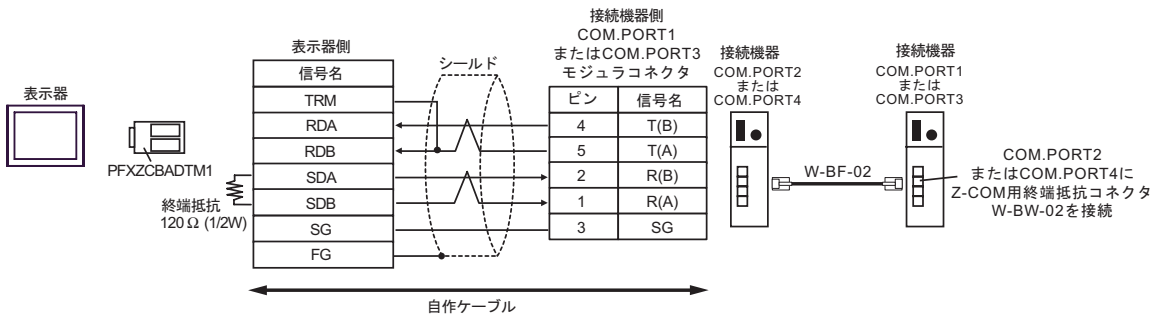 表示器
PFXZCBADTM1
終端抵抗
120 Ω (1/2W)
表示器側
信号名
TRM
RDA
RDB
SDA
SDB
SG
FG
シールド
接続機器側
COM.PORT1
またはCOM.PORT3
モジュラコネクタ
ピン 信号名
4 T(B)
5 T(A)
2 R(B)
1 R(A)
3 SG
自作ケーブル
接続機器
COM.PORT2
または
COM.PORT4
W-BF-02
接続機器
COM.PORT1
または
COM.PORT3
COM.PORT2
またはCOM.PORT4に
Z-COM用終端抵抗コネクタ
W-BW-02を接続